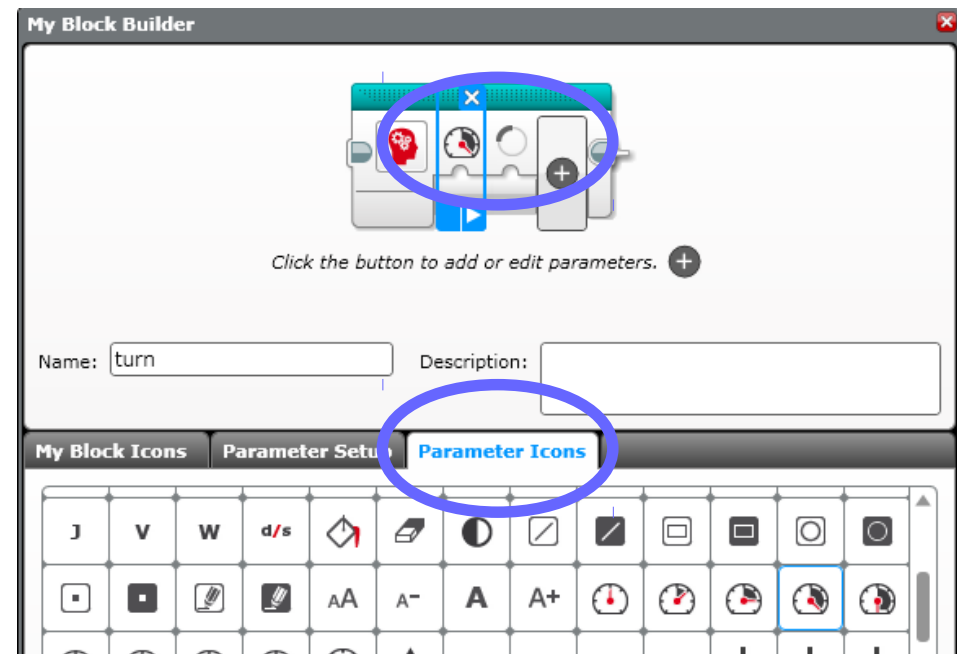 My Block Builder
Click the button to add or edit parameters.
Name: turn Description:
My Block Icons Parameter Setup Parameter Icons
J V W d/s
AA A- A A+